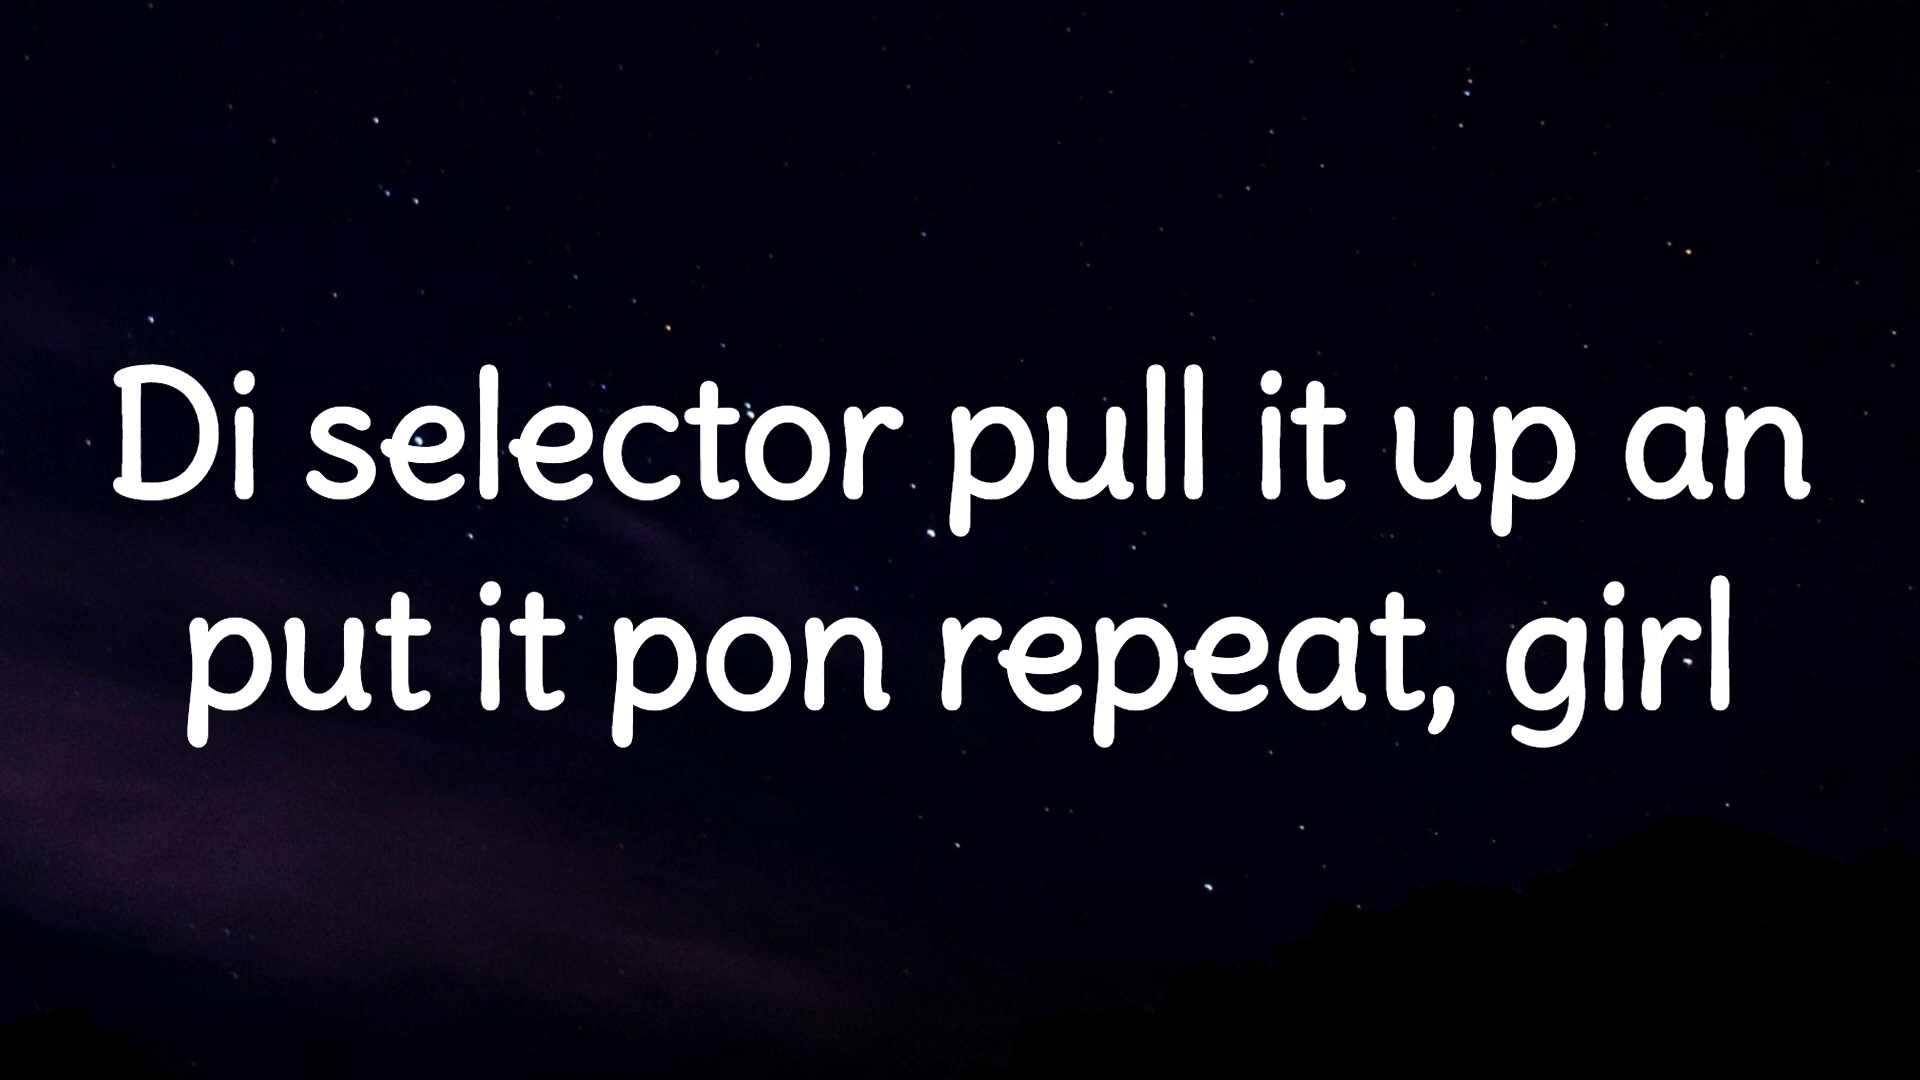 Di selector pull it up an
put it pon repeat, girl